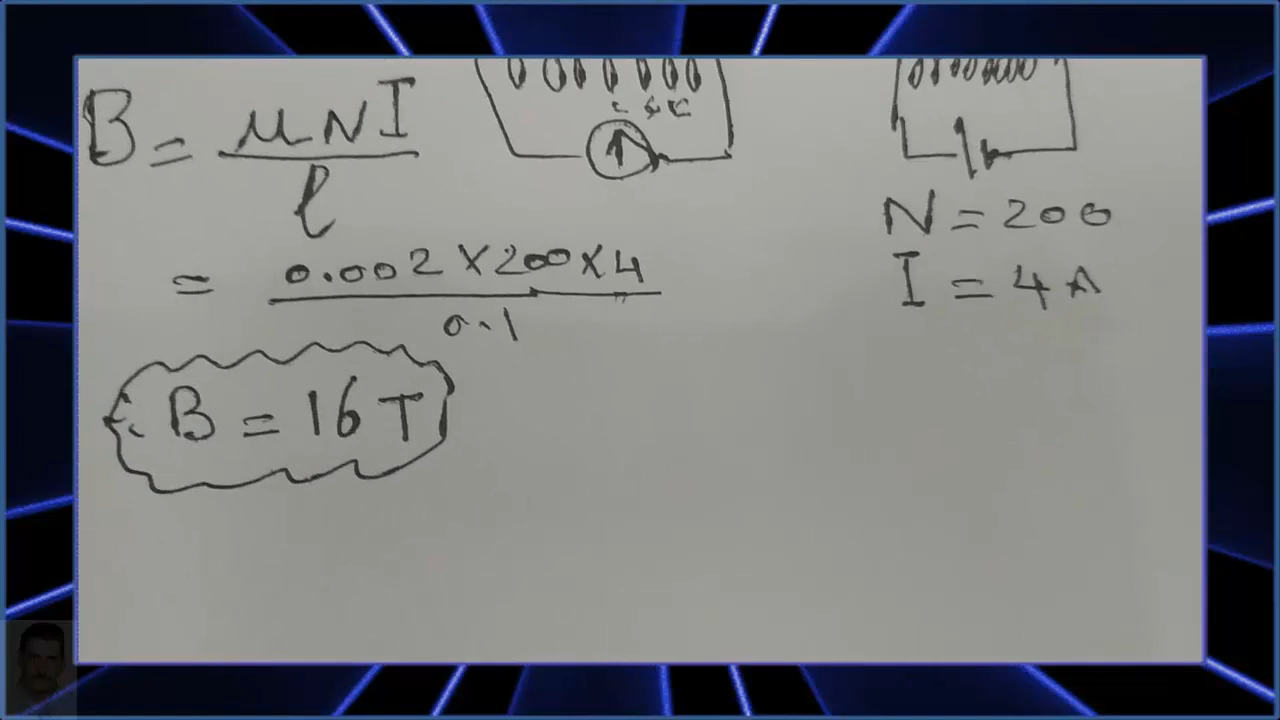 B = μNI / l
= 0.002 × 200 × 4 / 0.1
∴ B = 16 T
N = 200
I = 4 A